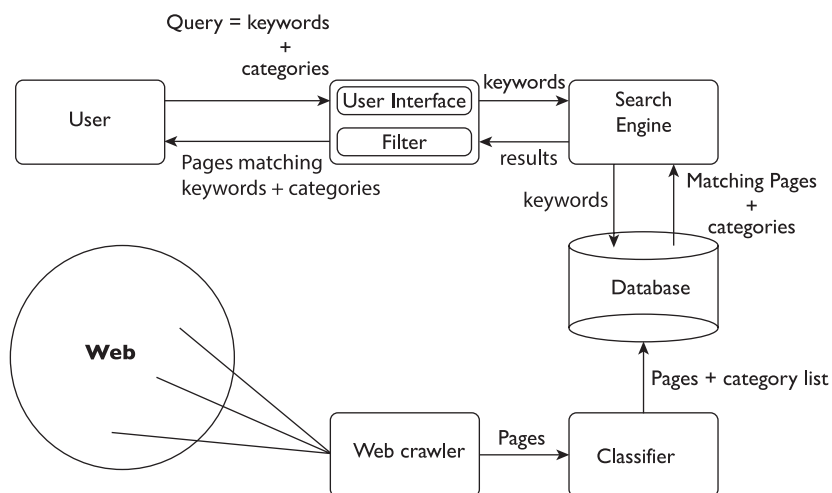 Query = keywords
+
categories
User
User Interface
Filter
keywords
results
Search
Engine
Pages matching
keywords + categories
keywords
Matching Pages
+
categories
Database
Web
Pages + category list
Web crawler
Pages
Classifier